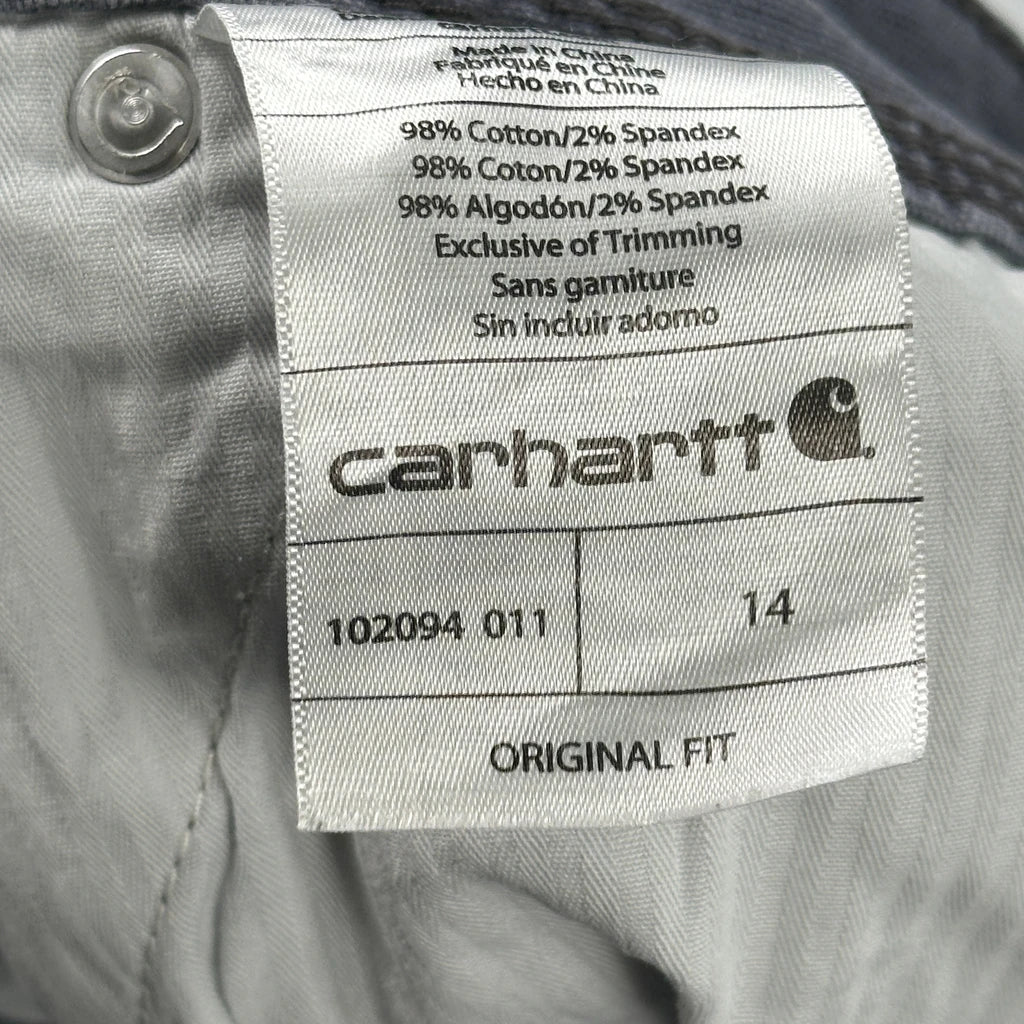 Made in China
Fabriqué en Chine
Hecho en China
98% Cotton/2% Spandex
98% Coton/2% Spandex
98% Algodón/2% Spandex
Exclusive of Trimming
Sans garniture
Sin incluir adorno
carhartt
102094 011
14
ORIGINAL FIT